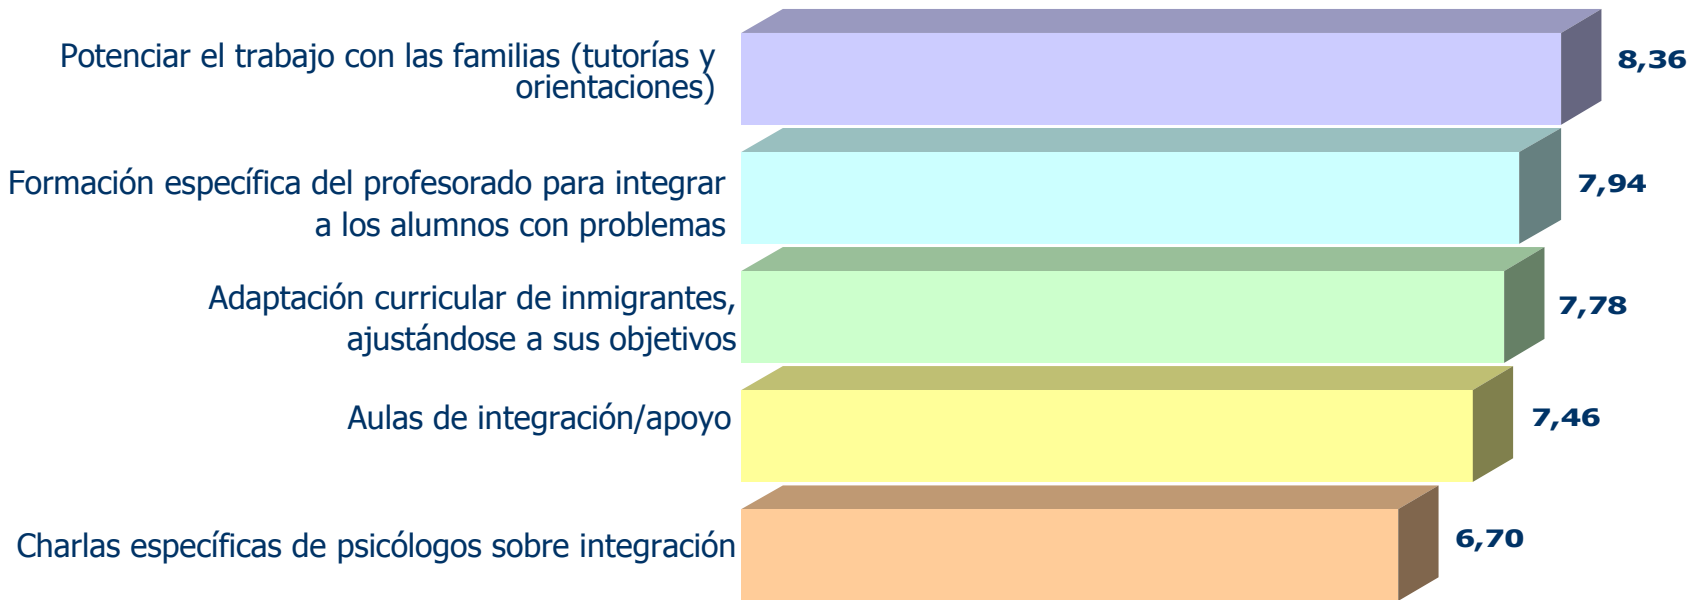 Potenciar el trabajo con las familias (tutorías y
orientaciones)
8,36
Formación específica del profesorado para integrar
a los alumnos con problemas
7,94
Adaptación curricular de inmigrantes,
ajustándose a sus objetivos
7,78
Aulas de integración/apoyo
7,46
Charlas específicas de psicólogos sobre integración
6,70